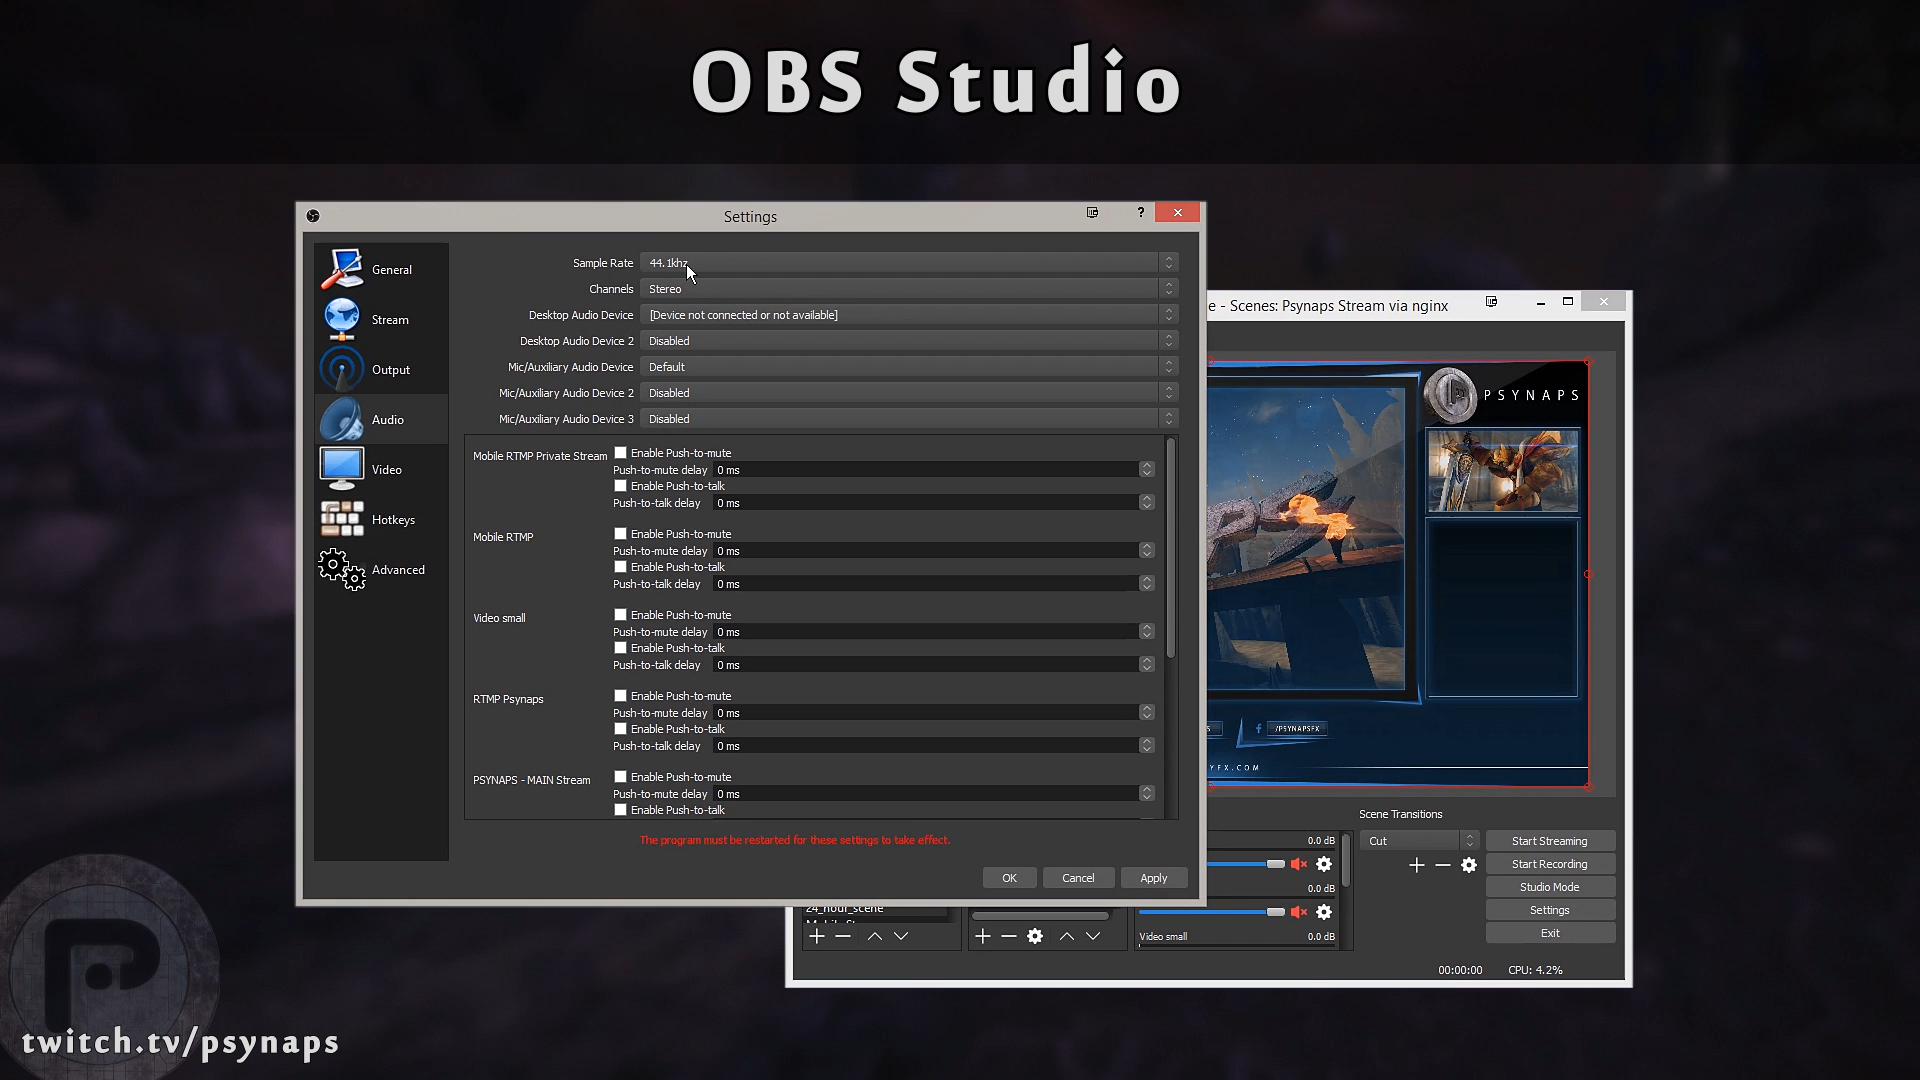 OBS Studio
Settings
?
General
Stream
Output
Audio
Video
Hotkeys
Advanced
Sample Rate 44.1khz
Channels Stereo
Desktop Audio Device [Device not connected or not available]
Desktop Audio Device 2 Disabled
Mic/Auxiliary Audio Device Default
Mic/Auxiliary Audio Device 2 Disabled
Mic/Auxiliary Audio Device 3 Disabled
Mobile RTMP Private Stream Enable Push-to-mute
Push-to-mute delay 0 ms
Enable Push-to-talk
Push-to-talk delay 0 ms
Mobile RTMP Enable Push-to-mute
Push-to-mute delay 0 ms
Enable Push-to-talk
Push-to-talk delay 0 ms
Video small Enable Push-to-mute
Push-to-mute delay 0 ms
Enable Push-to-talk
Push-to-talk delay 0 ms
RTMP Psynaps Enable Push-to-mute
Push-to-mute delay 0 ms
Enable Push-to-talk
Push-to-talk delay 0 ms
PSYNAPS - MAIN Stream Enable Push-to-mute
Push-to-mute delay 0 ms
Enable Push-to-talk
The program must be restarted for these settings to take effect.
OK Cancel Apply
e - Scenes: Psynaps Stream via nginx
PSYNAPS
/PSYNAPSFX
YFX.COM
Scene Transitions
Cut
0.0 dB
0.0 dB
Video small 0.0 dB
24_hour_scene
Start Streaming
Start Recording
Studio Mode
Settings
Exit
00:00:00 CPU: 4.2%
twitch.tv/psynaps